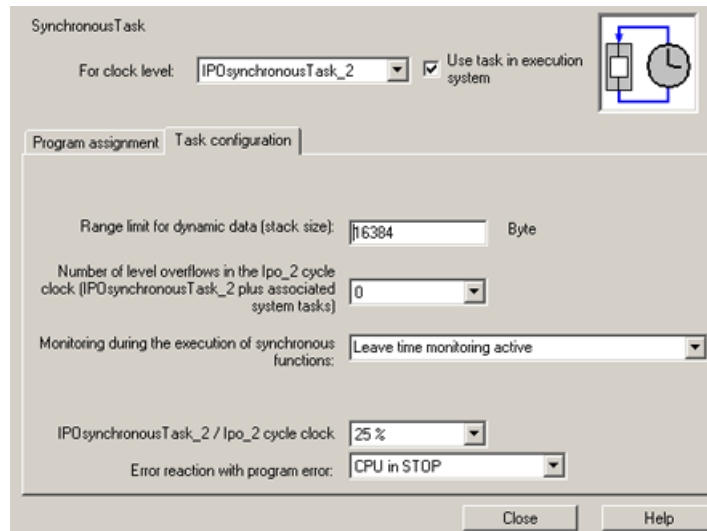 SynchronousTask
For clock level: IPOsynchronousTask_2 Use task in execution
system
Program assignment Task configuration
Range limit for dynamic data (stack size): 16384 Byte
Number of level overflows in the Ipo_2 cycle
clock (IPOsynchronousTask_2 plus associated
system tasks) 0
Monitoring during the execution of synchronous
functions: Leave time monitoring active
IPOsynchronousTask_2 / Ipo_2 cycle clock 25 %
Error reaction with program error: CPU in STOP
Close Help